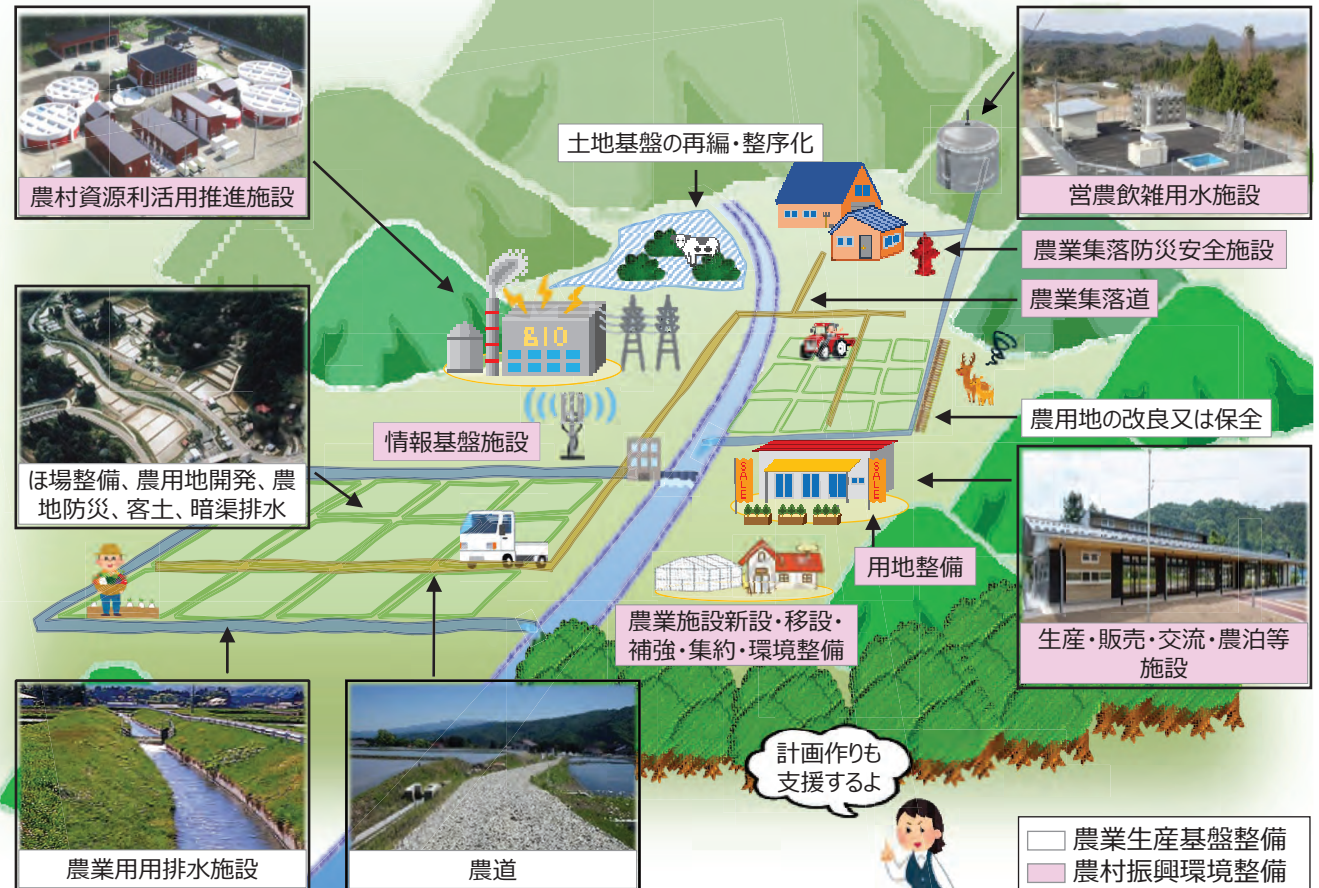 農村資源利活用推進施設
土地基盤の再編・整序化
営農飲雑用水施設
農業集落防災安全施設
農業集落道
BIO
情報基盤施設
農用地の改良又は保全
ほ場整備、農用地開発、農
地防災、客土、暗渠排水
SALE
SALE
用地整備
農業施設新設・移設・
補強・集約・環境整備
生産・販売・交流・農泊等
施設
農業用用排水施設
農道
計画作りも
支援するよ
農業生産基盤整備
農村振興環境整備